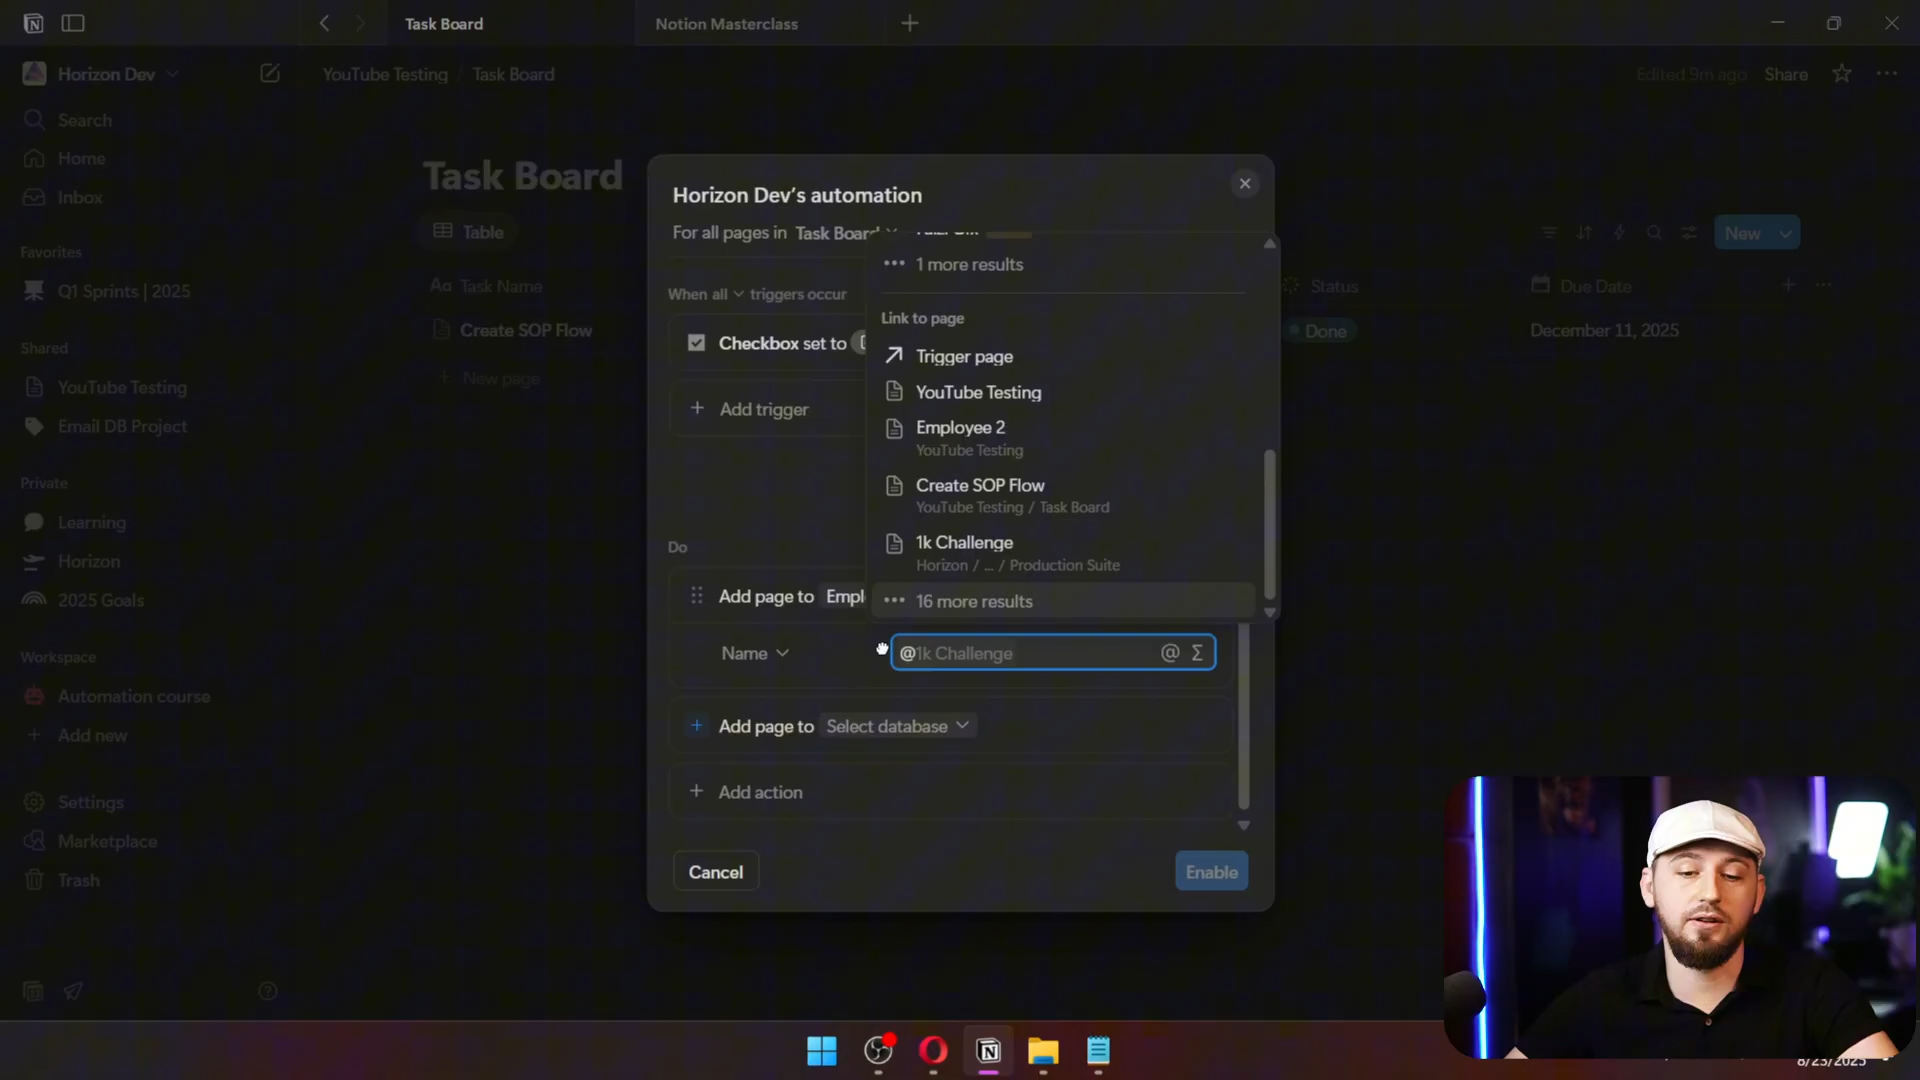 Task Board
Notion Masterclass
Horizon Dev
YouTube Testing / Task Board
Edited 9m ago
Share
Search
Home
Inbox
Favorites
Q1 Sprints | 2025
Shared
YouTube Testing
Email DB Project
Private
Learning
Horizon
2025 Goals
Workspace
Automation course
Add new
Settings
Marketplace
Trash
Task Board
Table
New
Aa Task Name
Status
Due Date
Create SOP Flow
Done
December 11, 2025
New page
Horizon Dev's automation
For all pages in Task Board
When all triggers occur
Checkbox set to
Add trigger
1 more results
Link to page
Trigger page
YouTube Testing
Employee 2
YouTube Testing
Create SOP Flow
YouTube Testing / Task Board
1k Challenge
Horizon / ... / Production Suite
16 more results
Do
Add page to Empl
Name
@1k Challenge
@ Σ
Add page to Select database
Add action
Cancel
Enable
8/23/2025